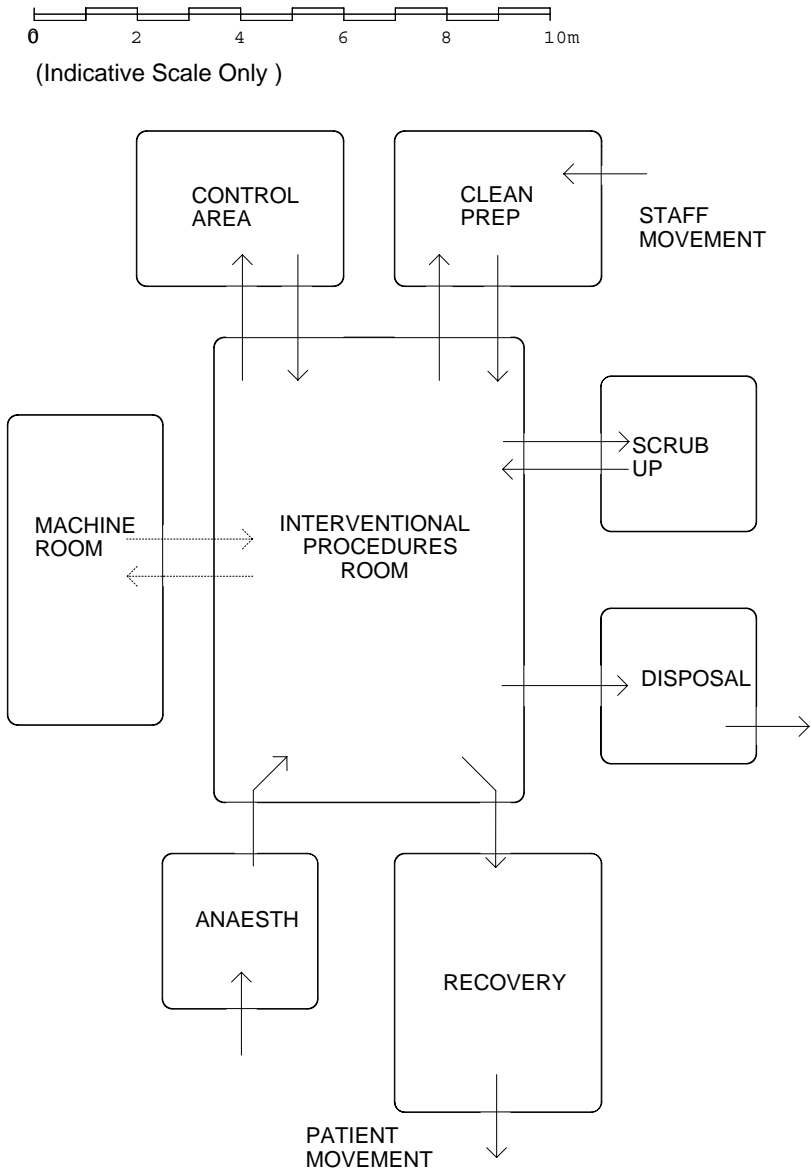 0 2 4 6 8 10m
(Indicative Scale Only )
CONTROL
AREA
CLEAN
PREP
STAFF
MOVEMENT
SCRUB
UP
MACHINE
ROOM
INTERVENTIONAL
PROCEDURES
ROOM
DISPOSAL
ANAESTH
RECOVERY
PATIENT
MOVEMENT